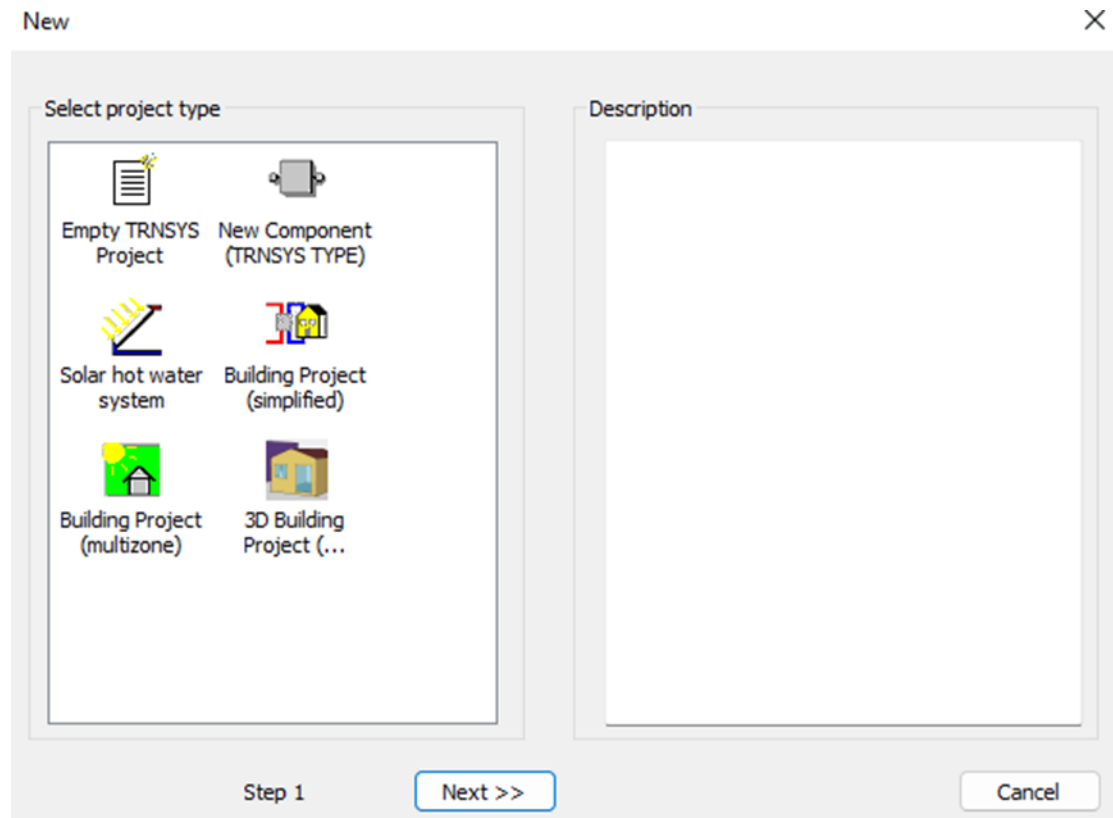 New
Select project type
Description
Empty TRNSYS
Project
New Component
(TRNSYS TYPE)
Solar hot water
system
Building Project
(simplified)
Building Project
(multizone)
3D Building
Project (...
Step 1
Next >>
Cancel